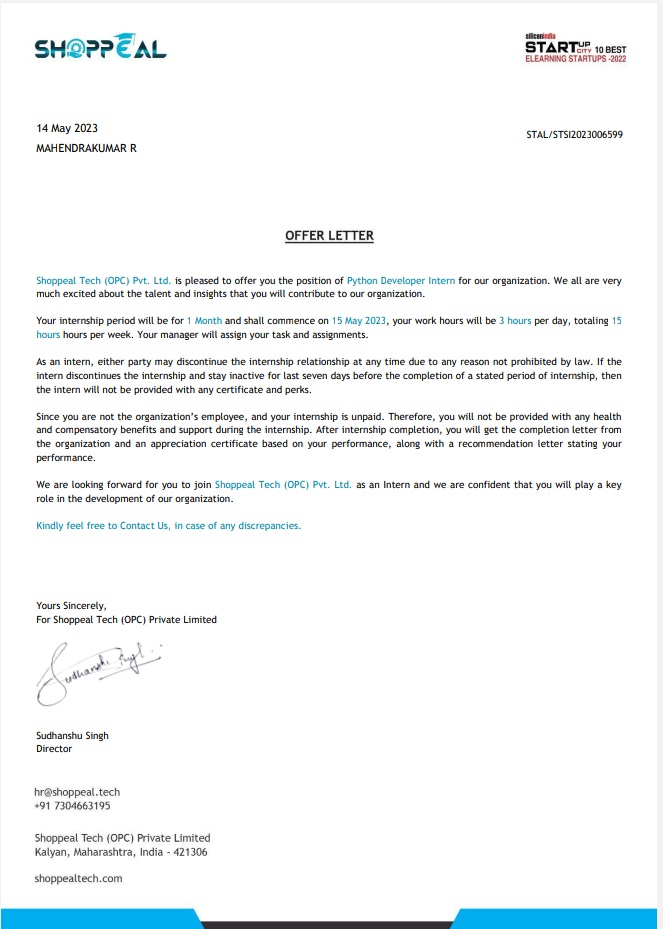 SHOPPEAL
siliconindia
STARTUP CITY 10 BEST
ELEARNING STARTUPS -2022
14 May 2023
STAL/STSI2023006599
MAHENDRAKUMAR R
OFFER LETTER
Shoppeal Tech (OPC) Pvt. Ltd. is pleased to offer you the position of Python Developer Intern for our organization. We all are very
much excited about the talent and insights that you will contribute to our organization.
Your internship period will be for 1 Month and shall commence on 15 May 2023, your work hours will be 3 hours per day, totaling 15
hours hours per week. Your manager will assign your task and assignments.
As an intern, either party may discontinue the internship relationship at any time due to any reason not prohibited by law. If the
intern discontinues the internship and stay inactive for last seven days before the completion of a stated period of internship, then
the intern will not be provided with any certificate and perks.
Since you are not the organization’s employee, and your internship is unpaid. Therefore, you will not be provided with any health
and compensatory benefits and support during the internship. After internship completion, you will get the completion letter from
the organization and an appreciation certificate based on your performance, along with a recommendation letter stating your
performance.
We are looking forward for you to join Shoppeal Tech (OPC) Pvt. Ltd. as an Intern and we are confident that you will play a key
role in the development of our organization.
Kindly feel free to Contact Us, in case of any discrepancies.
Yours Sincerely,
For Shoppeal Tech (OPC) Private Limited
Sudhanshu Singh
Sudhanshu Singh
Director
hr@shoppeal.tech
+91 7304663195
Shoppeal Tech (OPC) Private Limited
Kalyan, Maharashtra, India - 421306
shoppealtech.com